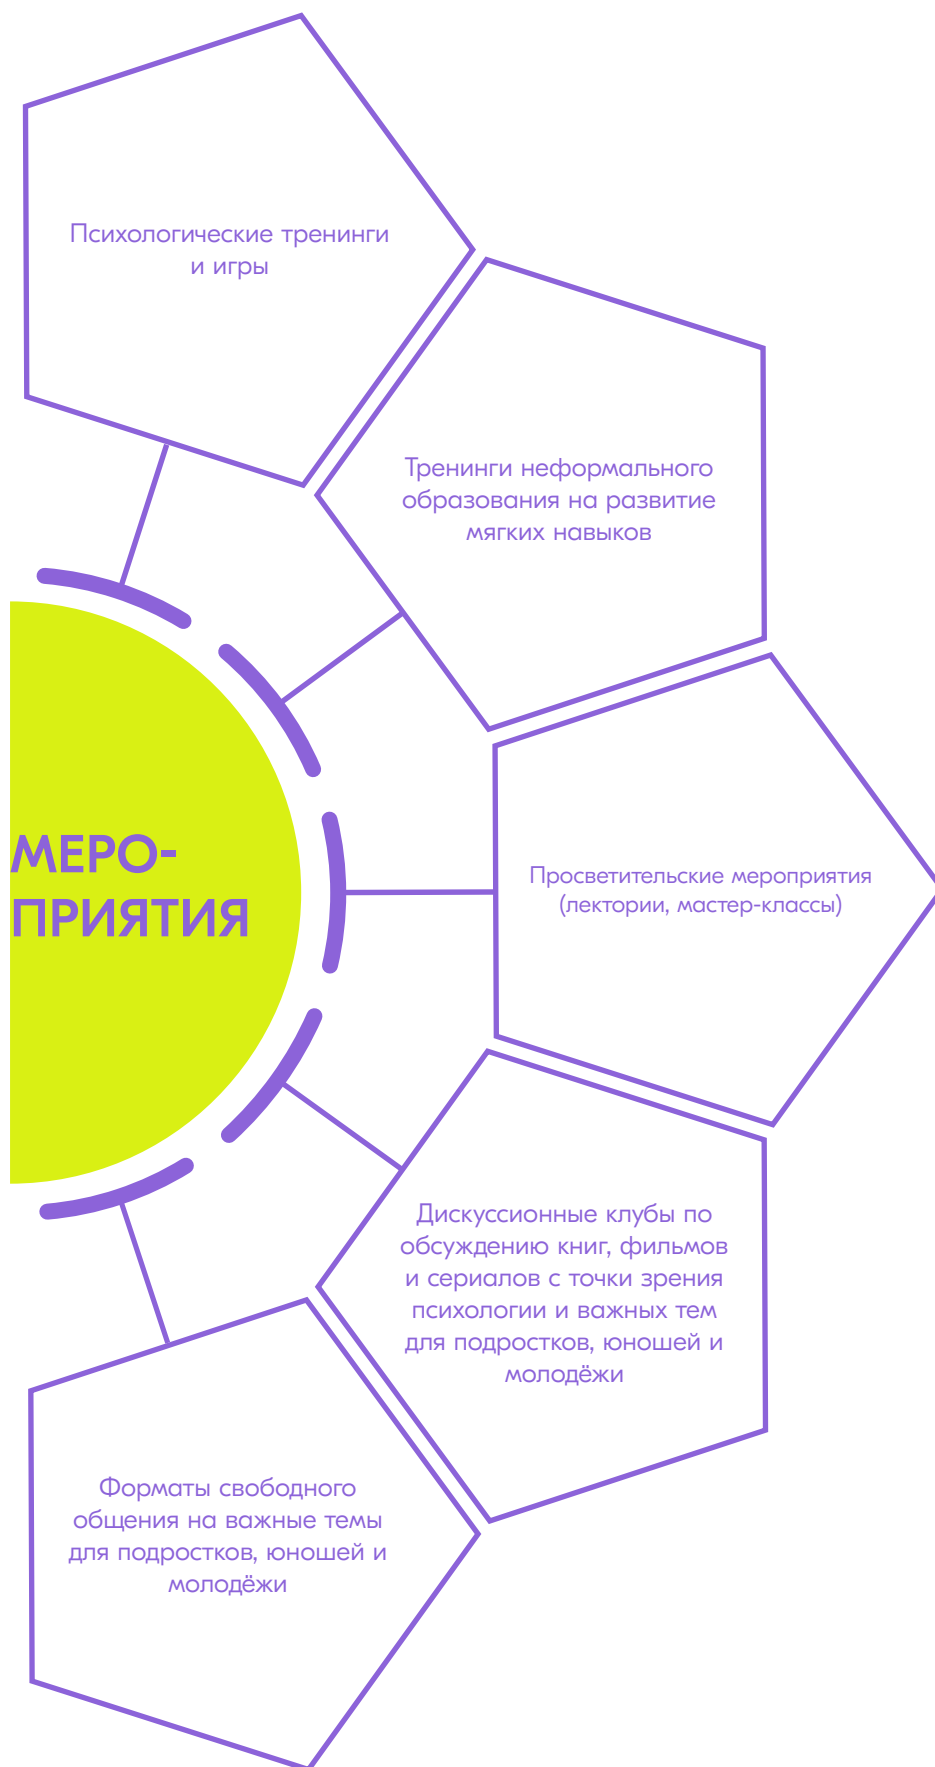 Психологические тренинги
и игры
Тренинги неформального
образования на развитие
мягких навыков
МЕРО-
ПРИЯТИЯ
Просветительские мероприятия
(лектории, мастер-классы)
Дискуссионные клубы по
обсуждению книг, фильмов
и сериалов с точки зрения
психологии и важных тем
для подростков, юношей и
молодёжи
Форматы свободного
общения на важные темы
для подростков, юношей и
молодёжи